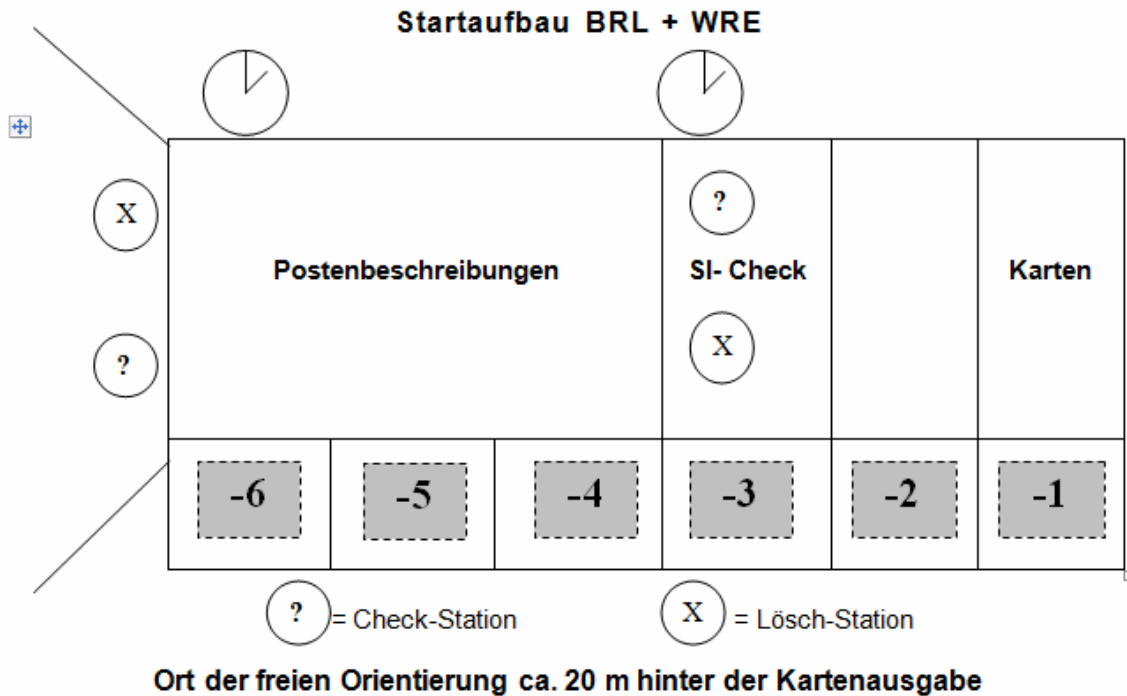 Startaufbau BRL + WRE
X
?
Postenbeschreibungen
?
SI- Check
X
Karten
-6 -5 -4 -3 -2 -1
? = Check-Station
X = Lösch-Station
Ort der freien Orientierung ca. 20 m hinter der Kartenausgabe